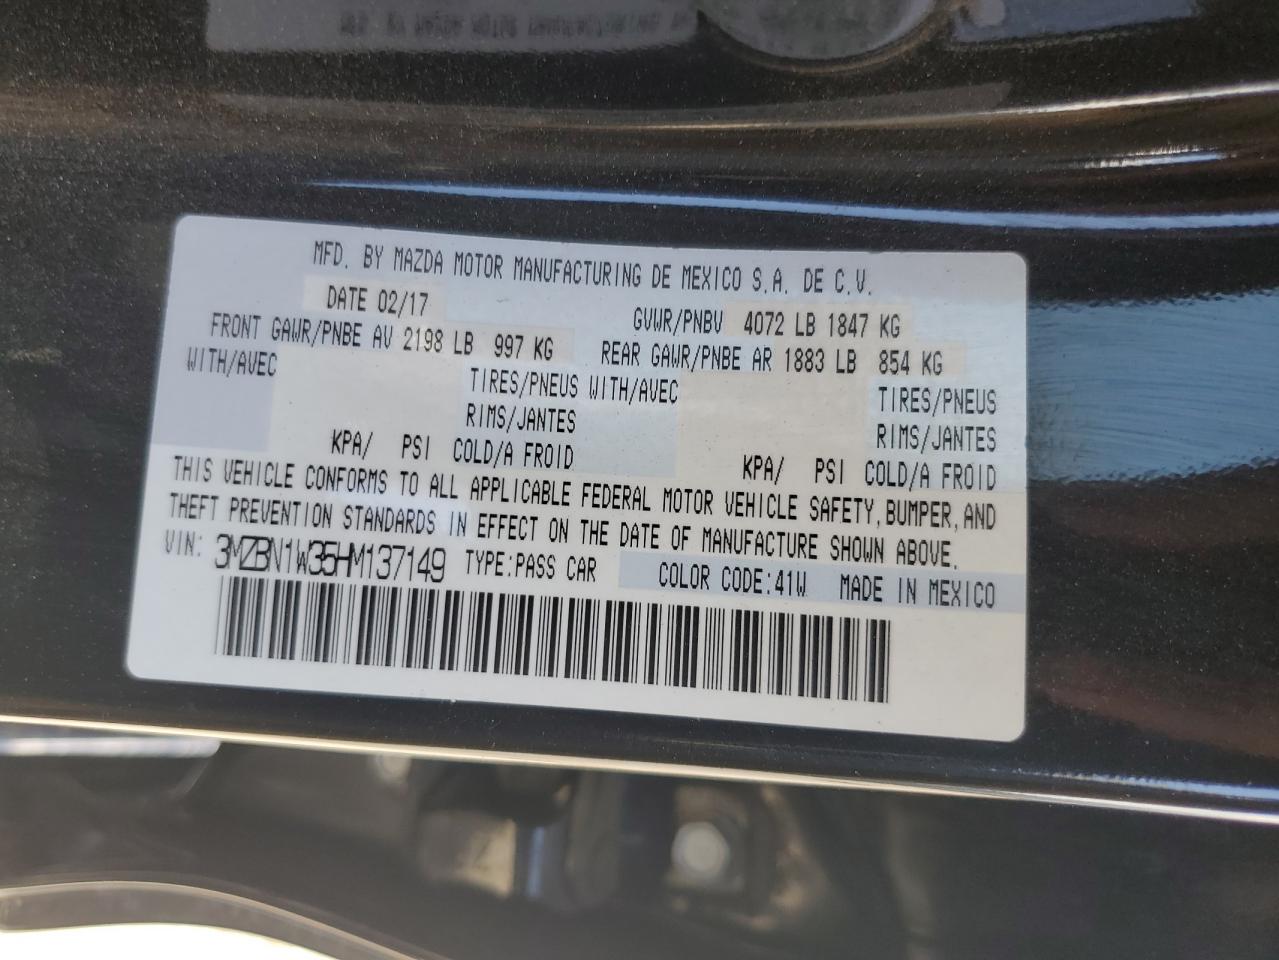 MFD. BY MAZDA MOTOR MANUFACTURING DE MEXICO S.A. DE C.V.
DATE 02/17 GVWR/PNBV 4072 LB 1847 KG
FRONT GAWR/PNBE AV 2198 LB 997 KG REAR GAWR/PNBE AR 1883 LB 854 KG
WITH/AVEC TIRES/PNEUS WITH/AVEC TIRES/PNEUS
RIMS/JANTES RIMS/JANTES
KPA/ PSI COLD/A FROID KPA/ PSI COLD/A FROID
THIS VEHICLE CONFORMS TO ALL APPLICABLE FEDERAL MOTOR VEHICLE SAFETY, BUMPER, AND
THEFT PREVENTION STANDARDS IN EFFECT ON THE DATE OF MANUFACTURE SHOWN ABOVE.
VIN: 3MZBN1W35HM137149 TYPE:PASS CAR COLOR CODE:41W MADE IN MEXICO